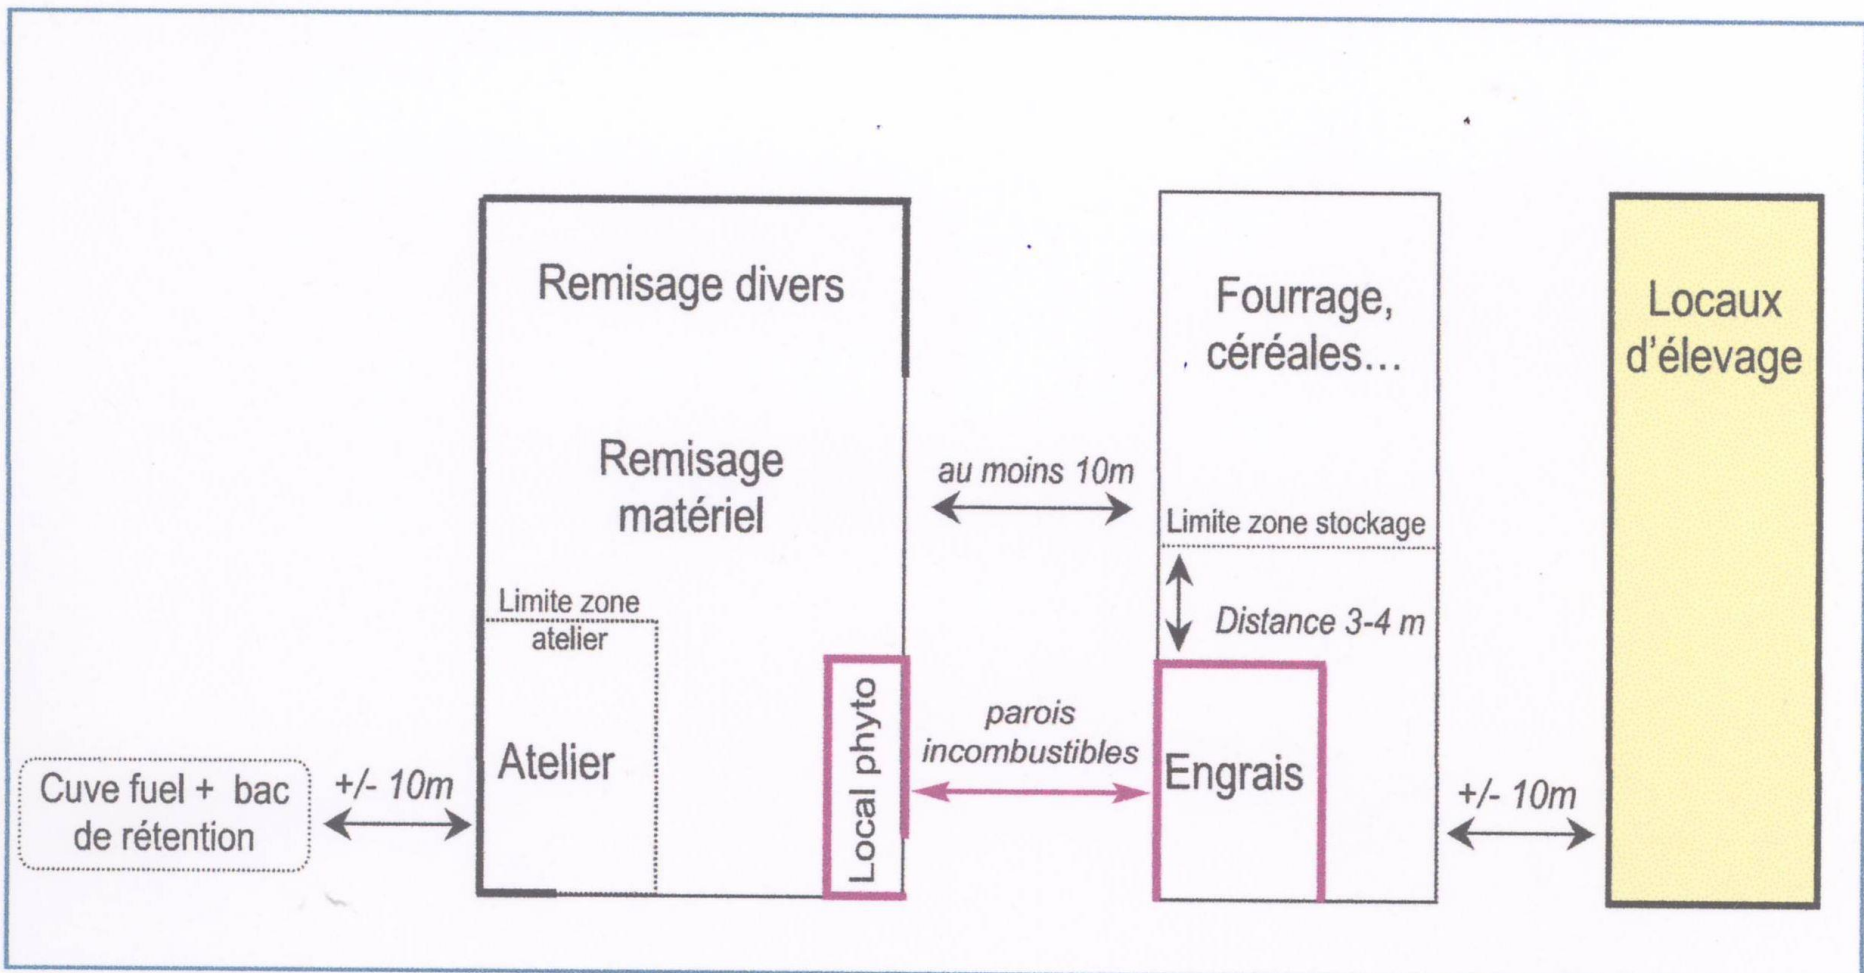 Remisage divers
Remisage
matériel
Limite zone
atelier
Atelier
Local phyto
Cuve fuel + bac
de rétention
+/- 10m
au moins 10m
parois
incombustibles
Fourrage,
céréales...
Limite zone stockage
Distance 3-4 m
Engrais
+/- 10m
Locaux
d'élevage